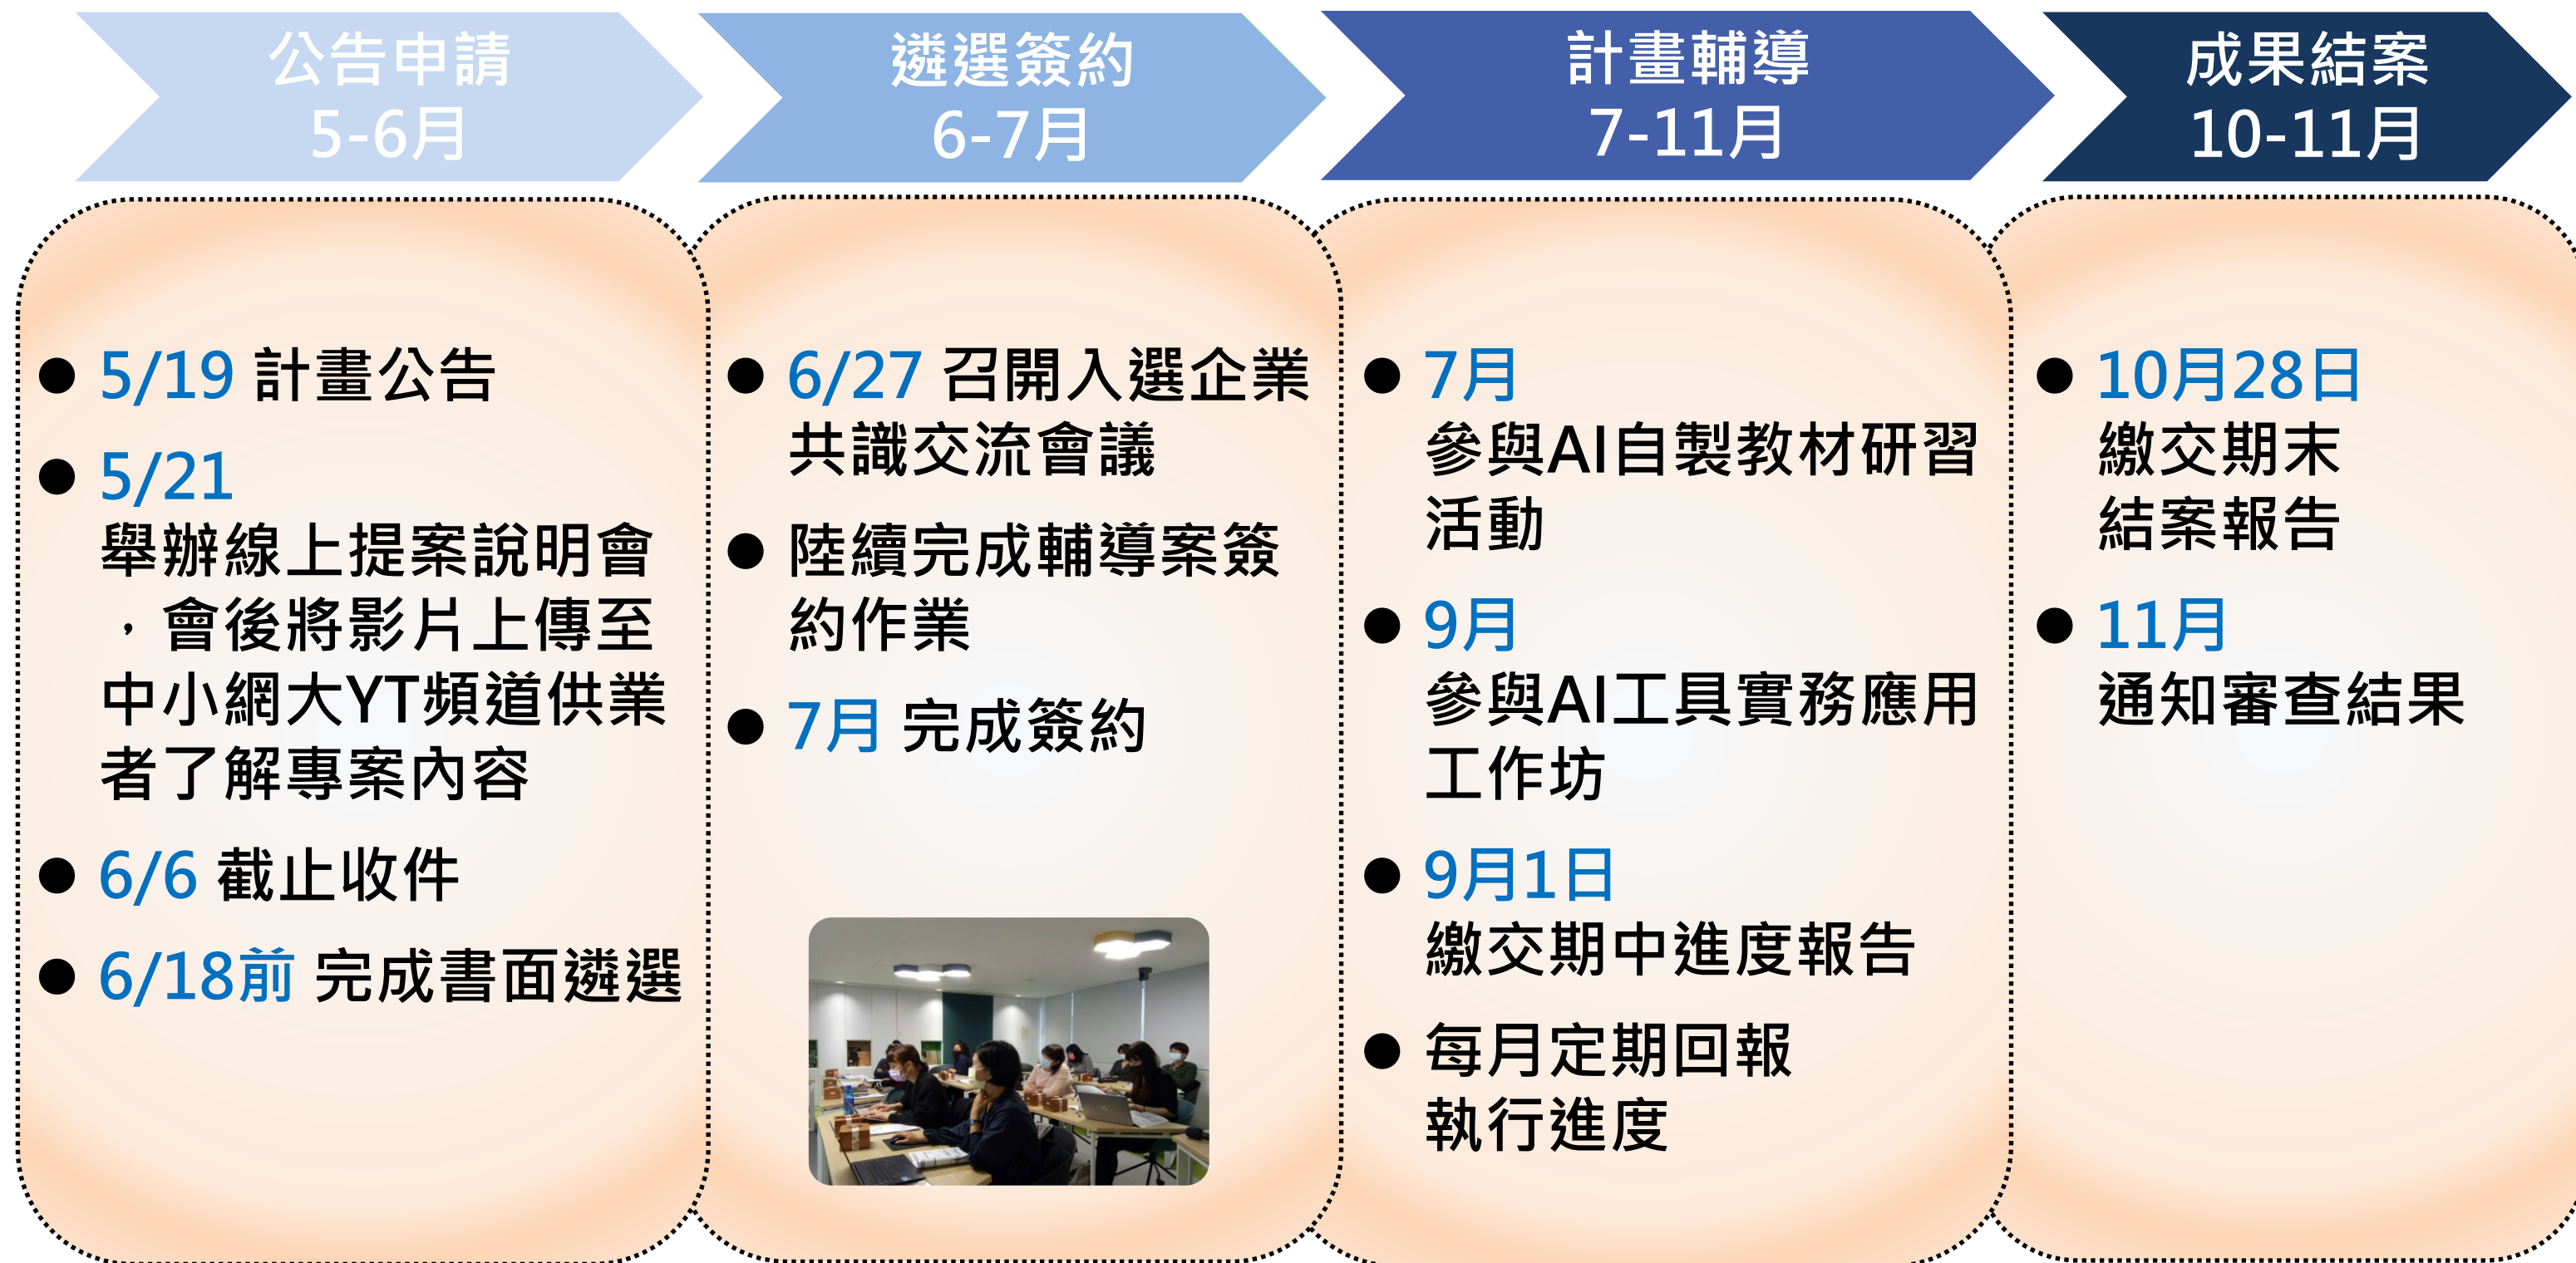 公告申請
5-6月
遴選簽約
6-7月
計畫輔導
7-11月
成果結案
10-11月
● 5/19 計畫公告
● 5/21
舉辦線上提案說明會
，會後將影片上傳至
中小網大YT頻道供業
者了解專案內容
● 6/6 截止收件
● 6/18前 完成書面遴選
● 6/27 召開入選企業
共識交流會議
● 陸續完成輔導案簽
約作業
● 7月 完成簽約
● 7月
參與AI自製教材研習
活動
● 9月
參與AI工具實務應用
工作坊
● 9月1日
繳交期中進度報告
● 每月定期回報
執行進度
● 10月28日
繳交期末
結案報告
● 11月
通知審查結果